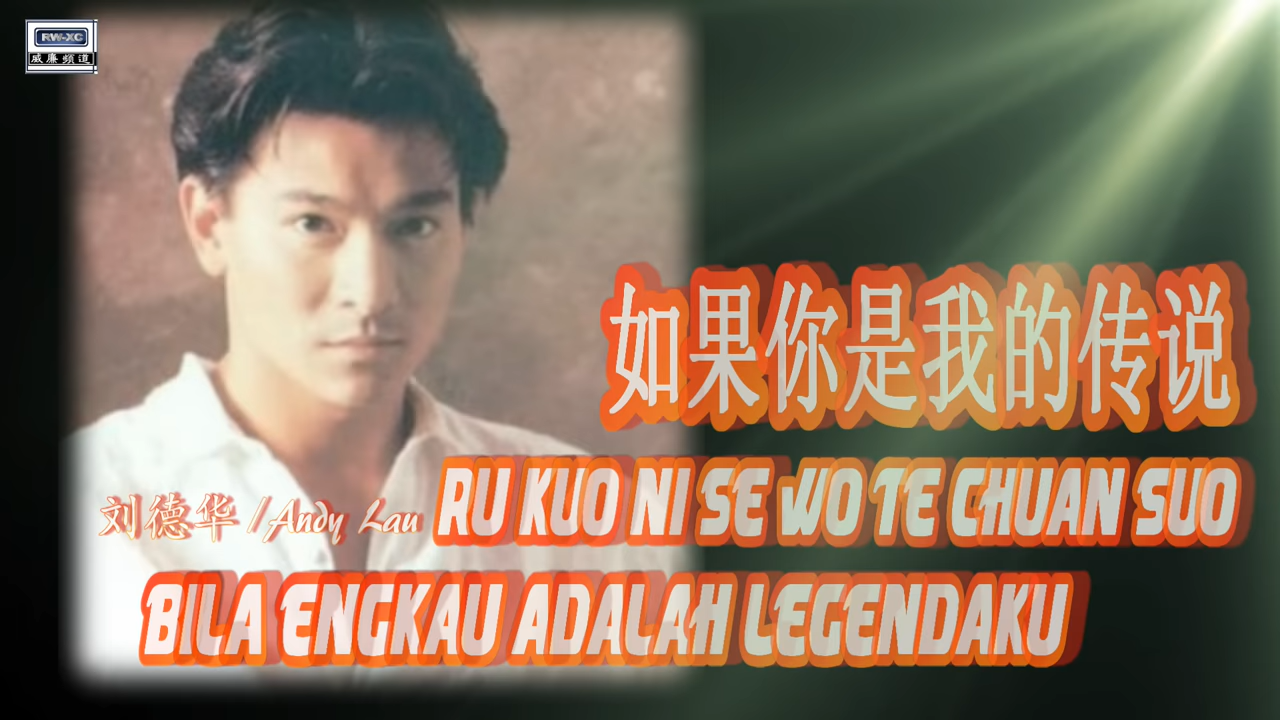 RW-XC
威廉頻道
如果你是我的传说
刘德华 / Andy Lau
RU KUO NI SE WO TE CHUAN SUO
BILA ENGKAU ADALAH LEGENDAKU